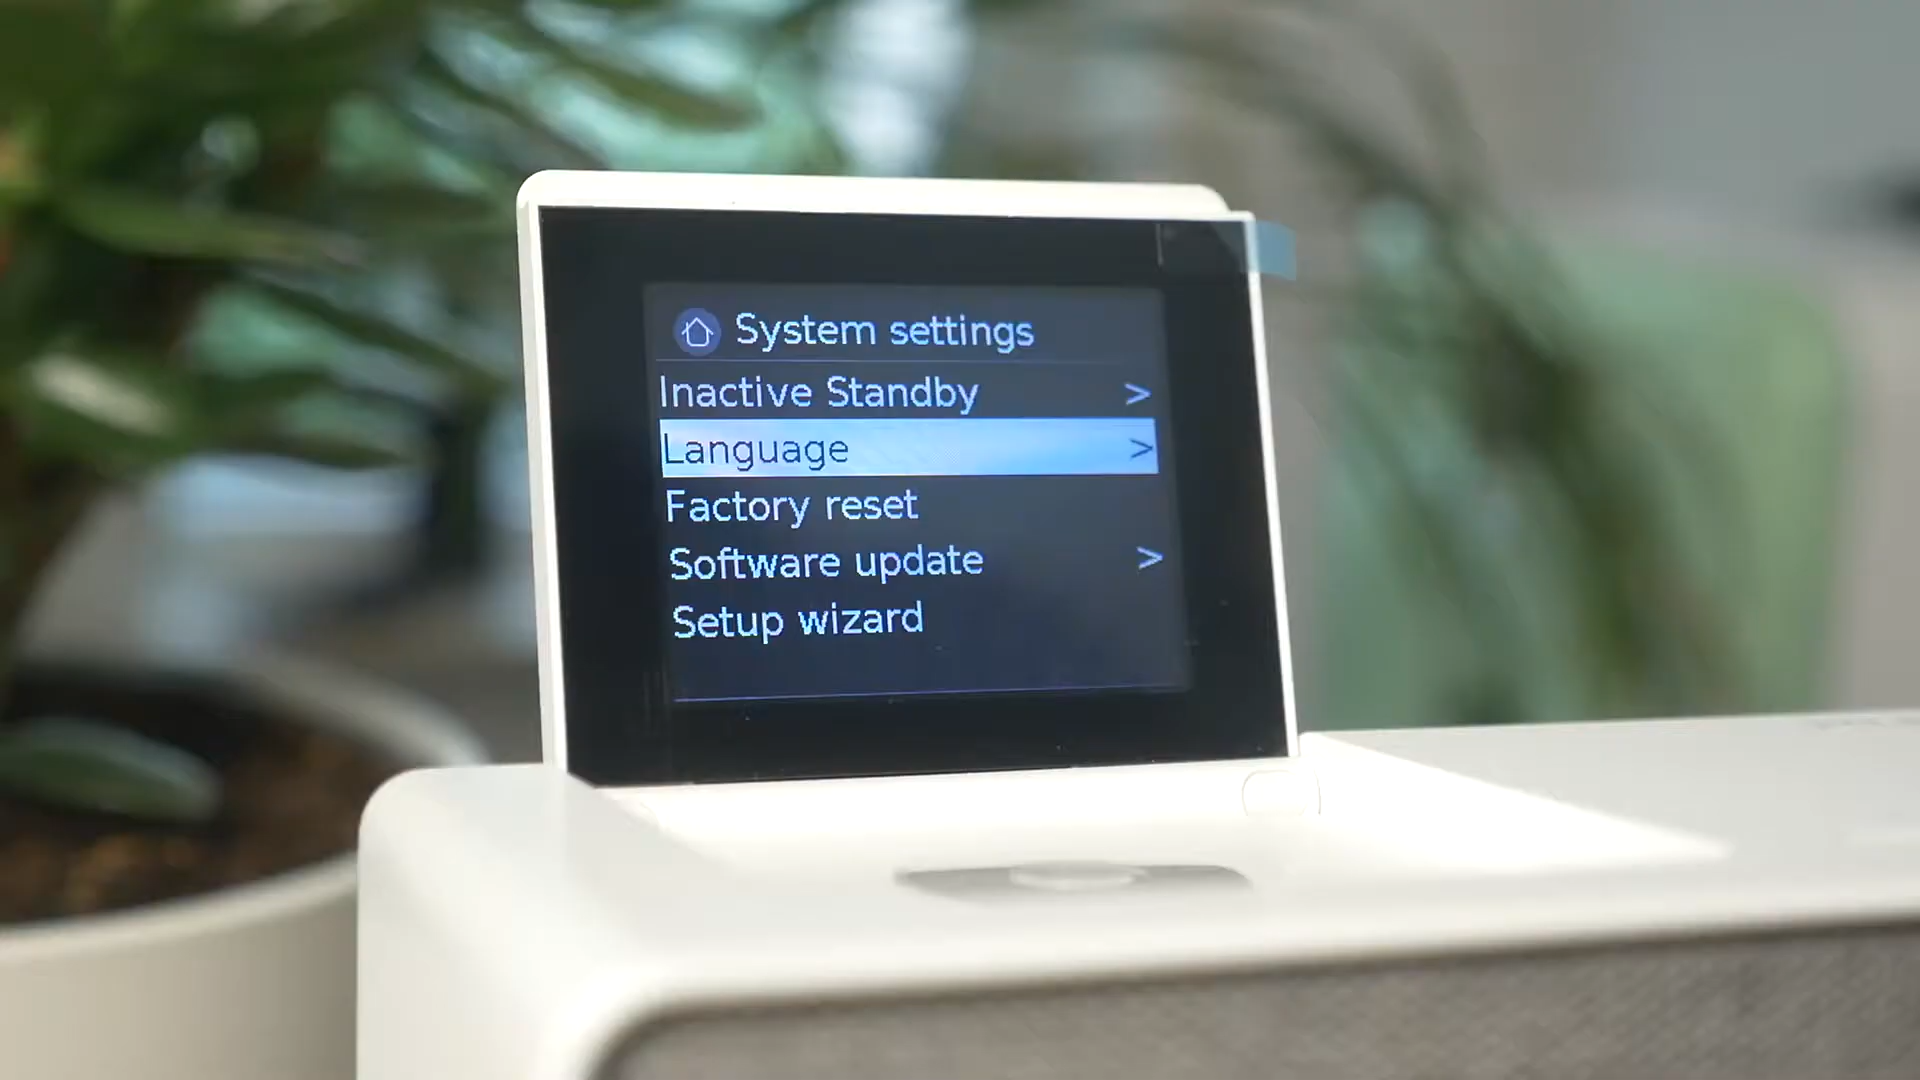 System settings
Inactive Standby >
Language >
Factory reset
Software update >
Setup wizard